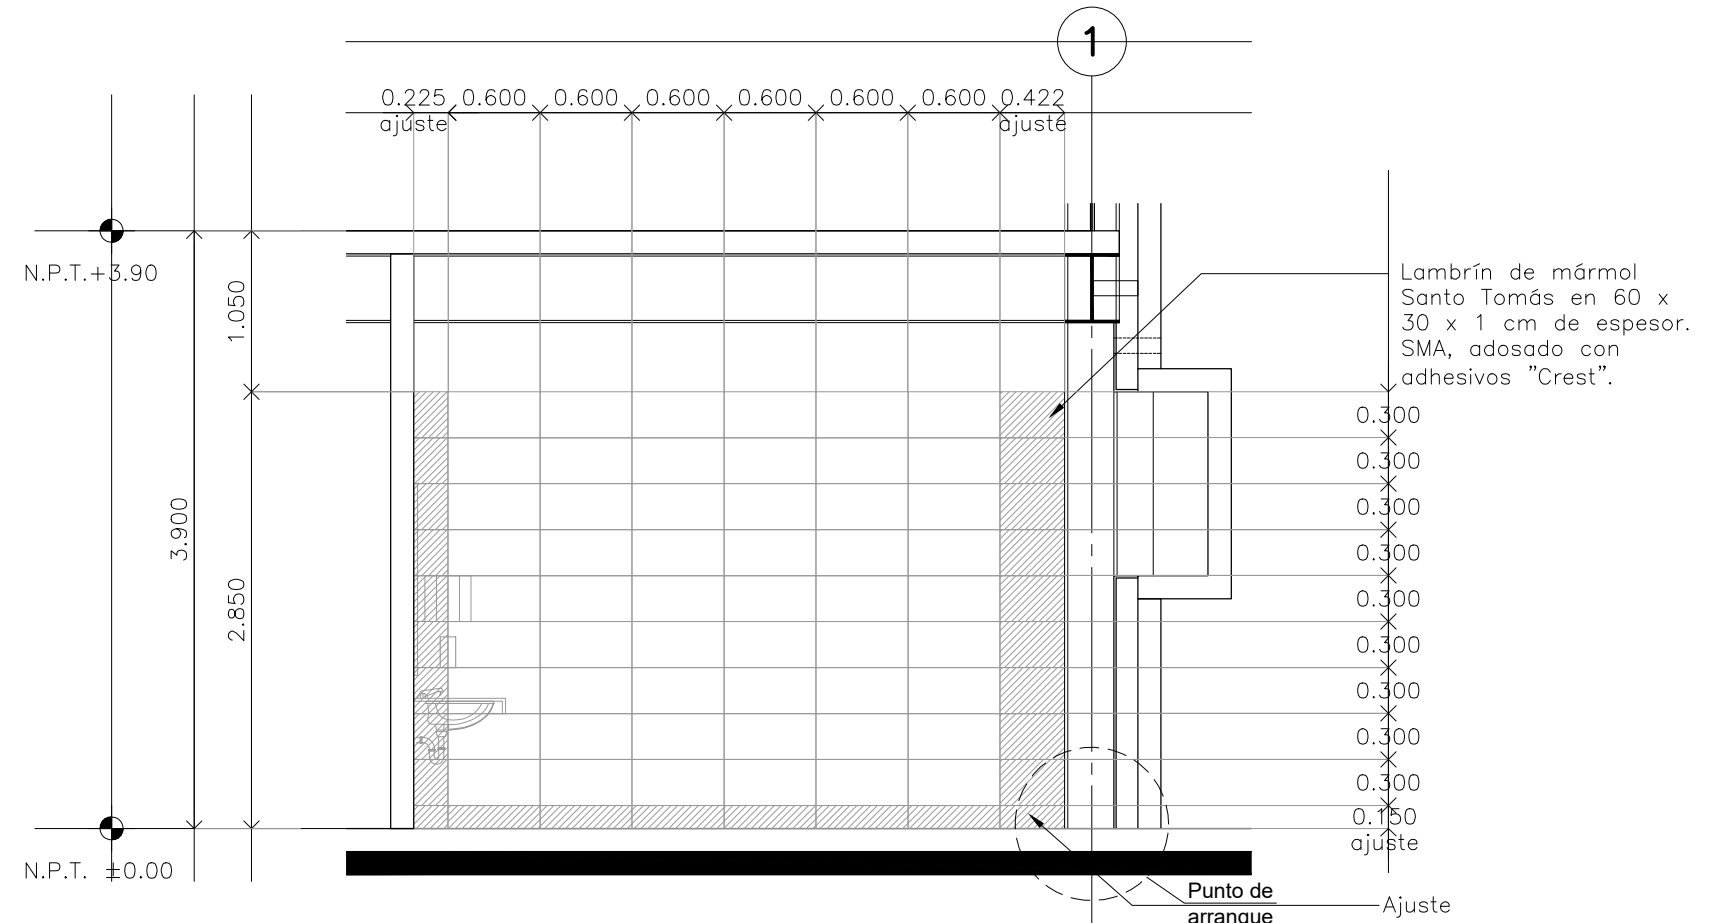 1
0.225 0.600 0.600 0.600 0.600 0.600 0.600 0.422
ajuste ajuste
N.P.T.+3.90
1.050
3.900
2.850
Lambrín de mármol
Santo Tomás en 60 x
30 x 1 cm de espesor.
SMA, adosado con
adhesivos "Crest".
0.300
0.300
0.300
0.300
0.300
0.300
0.300
0.300
0.300
0.150
ajuste
N.P.T. ±0.00
Punto de
arranque
Ajuste